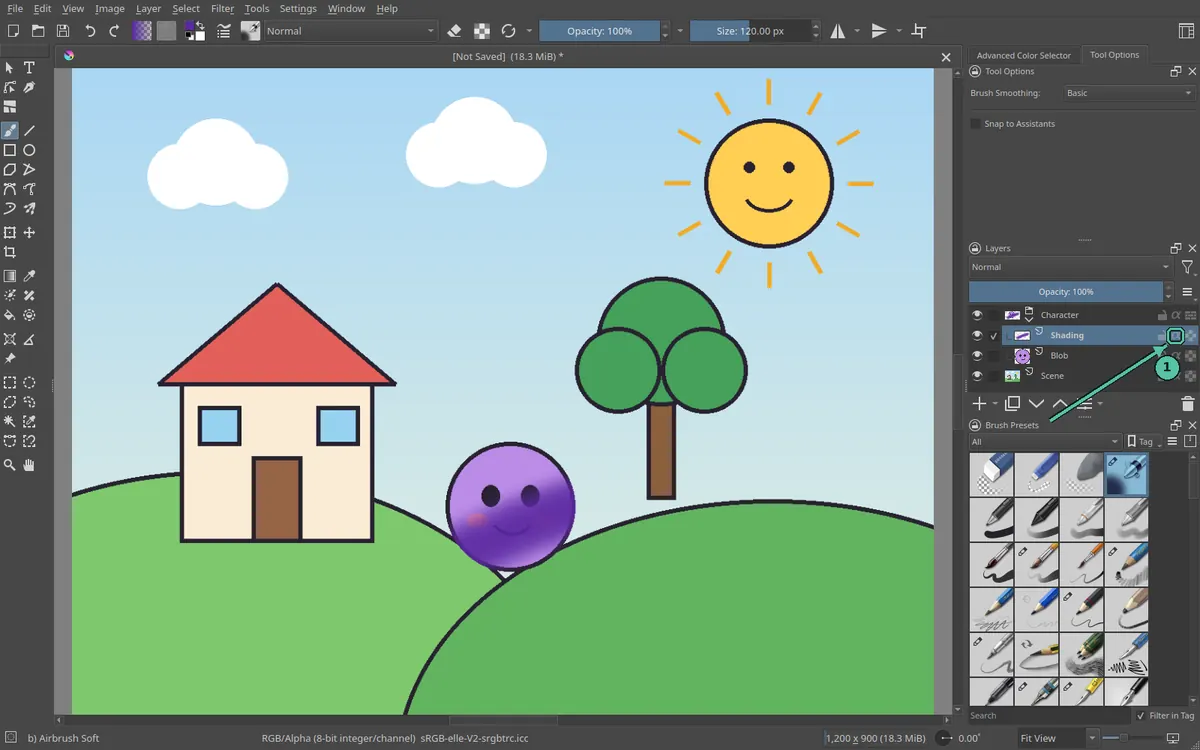 File Edit View Image Layer Select Filter Tools Settings Window Help
Normal Opacity: 100% Size: 120.00 px
[Not Saved] (18.3 MiB) *
Advanced Color Selector Tool Options
Tool Options
Brush Smoothing: Basic
Snap to Assistants
Layers
Normal
Opacity: 100%
Character
Shading
Blob
1
Scene
Brush Presets
All Tag
Search Filter in Tag
b) Airbrush Soft RGB/Alpha (8-bit integer/channel) sRGB-elle-V2-srgbtrc.icc 1,200 x 900 (18.3 MiB) 0.00° Fit View